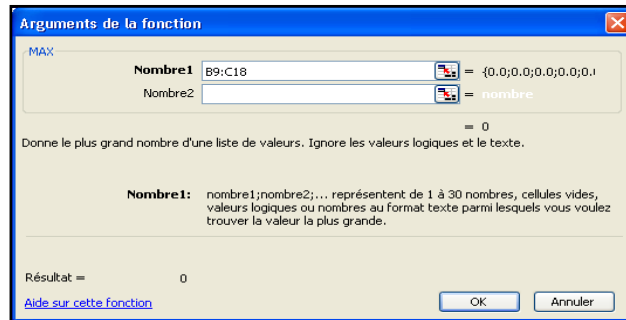 Arguments de la fonction
MAX
Nombre1 B9:C18 = {0.0;0.0;0.0;0.0;0.
Nombre2 = nombre
= 0
Donne le plus grand nombre d'une liste de valeurs. Ignore les valeurs logiques et le texte.
Nombre1: nombre1;nombre2;... représentent de 1 à 30 nombres, cellules vides,
valeurs logiques ou nombres au format texte parmi lesquels vous voulez
trouver la valeur la plus grande.
Résultat = 0
Aide sur cette fonction OK Annuler